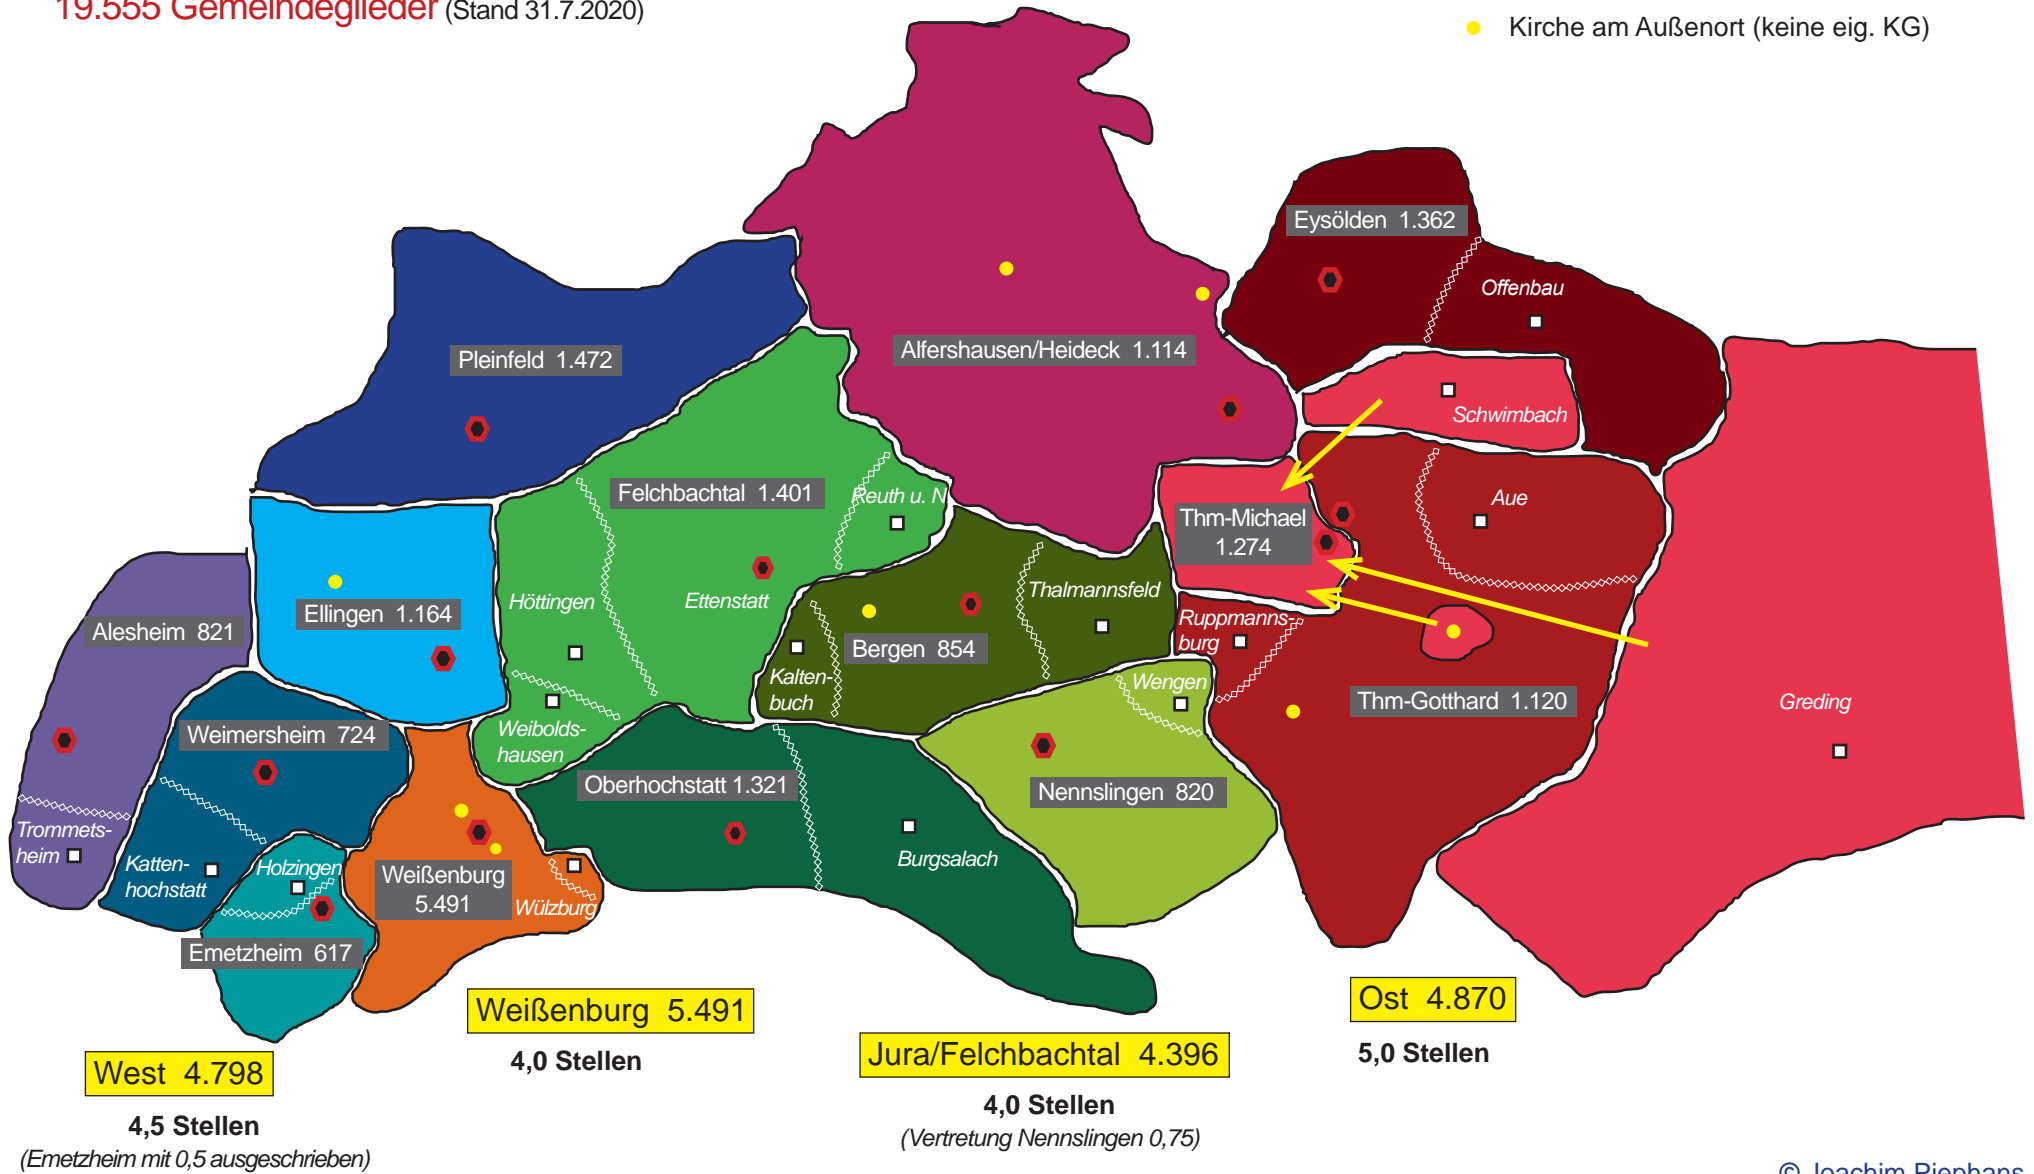 19.555 Gemeindeglieder (Stand 31.7.2020)
Kirche am Außenort (keine eig. KG)
Eysölden 1.362
Offenbau
Pleinfeld 1.472
Alfershausen/Heideck 1.114
Schwimbach
Felchbachtal 1.401
Reuth u. N.
Aue
Thm-Michael
1.274
Höttingen
Ettenstatt
Thalmannsfeld
Ellingen 1.164
Alesheim 821
Ruppmanns-
burg
Bergen 854
Kalten-
buch
Wengen
Thm-Gotthard 1.120
Greding
Weimersheim 724
Weibolds-
hausen
Oberhochstatt 1.321
Nennslingen 820
Trommets-
heim
Katten-
hochstatt
Holzingen
Weißenburg
5.491
Wülzburg
Burgsalach
Emetzheim 617
Weißenburg 5.491
4,0 Stellen
Ost 4.870
5,0 Stellen
West 4.798
4,5 Stellen
(Emetzheim mit 0,5 ausgeschrieben)
Jura/Felchbachtal 4.396
4,0 Stellen
(Vertretung Nennslingen 0,75)
© Joachim Piephans